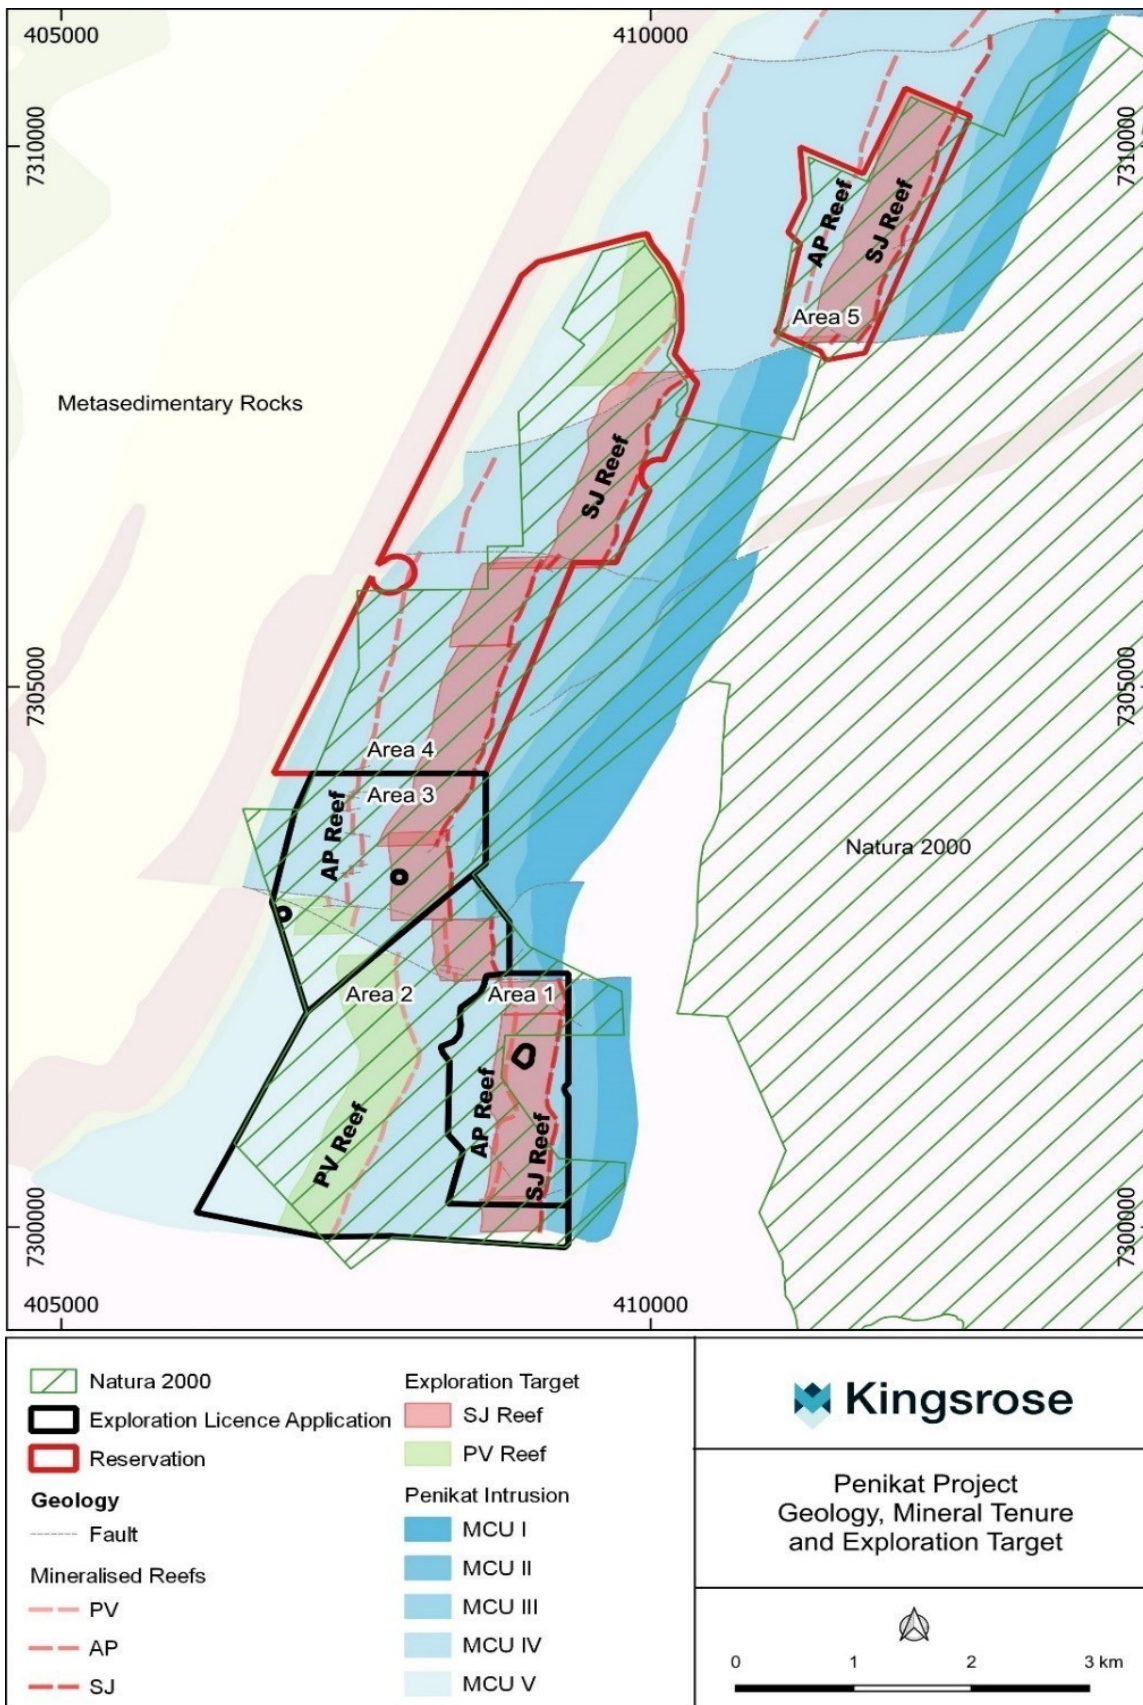 405000
410000
7310000
7310000
AP Reef
SJ Reef
Area 5
Metasedimentary Rocks
SJ Reef
7305000
7305000
Area 4
Area 3
AP Reef
Natura 2000
Area 2
Area 1
PV Reef
AP Reef
SJ Reef
7300000
7300000
405000
410000
Natura 2000
Exploration Licence Application
Reservation
Geology
Fault
Mineralised Reefs
PV
AP
SJ
Exploration Target
SJ Reef
PV Reef
Penikat Intrusion
MCU I
MCU II
MCU III
MCU IV
MCU V
Kingsrose
Penikat Project
Geology, Mineral Tenure
and Exploration Target
0 1 2 3 km